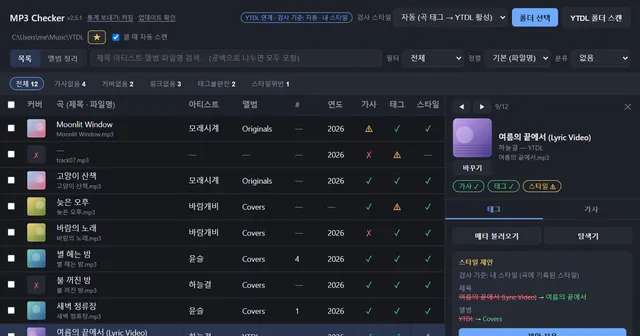 MP3 Checker v2.5.1 통계 보내기: 켜짐 업데이트 확인 YTDL 연계 · 검사 기준: 자동 · 내 스타일 검사 스타일 자동 (곡 태그 → YTDL 활성) 폴더 선택 YTDL 폴더 스캔
C:\Users\me\Music\YTDL ★ 열 때 자동 스캔
목록 앨범 정리 제목·아티스트·앨범·파일명 검색… (공백으로 나누면 모두 포함) 필터 전체 정렬 기본 (파일명) 분류 없음
전체 12 가사없음 4 커버없음 2 링크없음 3 태그불완전 2 스타일위반 1
커버 곡 (제목 · 파일명) 아티스트 앨범 # 연도 가사 태그 스타일
Moonlit Window 모래시계 Originals — 2026 ⚠ ✓ ✓
Moonlit Window.mp3
✗ — — — — 2026 ✗ ⚠ —
track07.mp3
고양이 산책 모래시계 Originals — 2026 ✓ ✓ ✓
고양이 산책.mp3
늦은 오후 바람개비 Covers — 2026 ✓ ⚠ ✓
늦은 오후.mp3
바람의 노래 바람개비 Covers — 2026 ✗ ✓ ✓
바람의 노래.mp3
별 헤는 밤 윤슬 Covers 4 2026 ✓ ✓ ✓
별 헤는 밤.mp3
✗ 불 꺼진 방 하늘결 Covers — 2026 ✓ ✓ ✓
불 꺼진 방.mp3
새벽 정류장 윤슬 Covers 1 2026 ✓ ✓ ✓
새벽 정류장.mp3
여름의 끝에서 (Lyric Video) 하늘결 YTDL
◀ ▶ 9/12 ✕
여름의 끝에서 (Lyric Video)
하늘결 — YTDL
여름의 끝에서.mp3
바꾸기
가사 ✓ 태그 ✓ 스타일 ⚠
태그 가사
메타 불러오기 탐색기
스타일 제안
검사 기준: 내 스타일 (곡에 기록된 스타일)
제목
여름의 끝에서 (Lyric Video) → 여름의 끝에서
앨범
YTDL → Covers